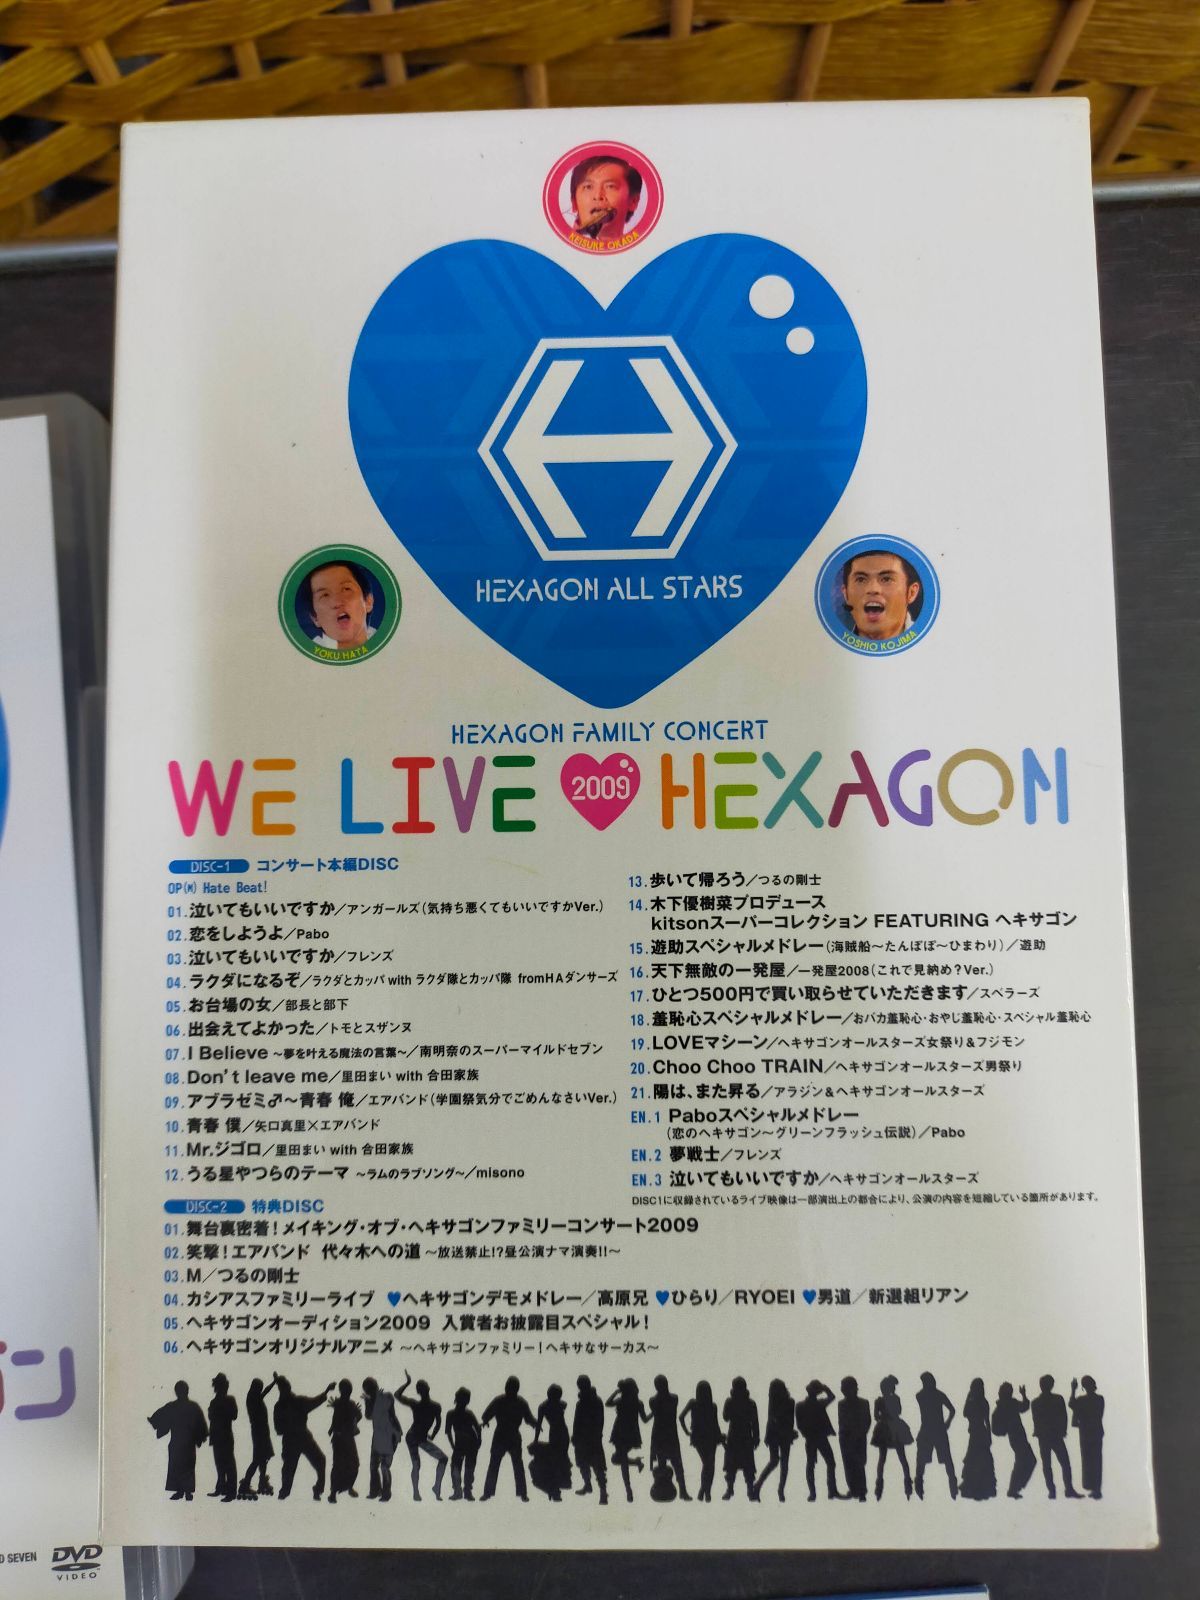 KEISUKE OKADA
HEXAGON ALL STARS
YOKU HATA
YOSHIO KOJIMA
HEXAGON FAMILY CONCERT
WE LIVE 2009 HEXAGON
DISC-1 コンサート本編DISC
OP(M) Hate Beat!
01.泣いてもいいですか/アンガールズ(気持ち悪くてもいいですかVer.)
02.恋をしようよ/Pabo
03.泣いてもいいですか/フレンズ
04.ラクダになるぞ/ラクダとカッパ with ラクダ隊とカッパ隊 fromHAダンサーズ
05.お台場の女/部長と部下
06.出会えてよかった/トモとスザンヌ
07.I Believe ~夢を叶える魔法の言葉~/南明奈のスーパーマイルドセブン
08.Don't leave me/里田まい with 合田家族
09.アブラゼミ♂~青春 俺/エアバンド(学園祭気分でごめんなさいVer.)
10.青春 僕/矢口真里×エアバンド
11.Mr.ジゴロ/里田まい with 合田家族
12.うる星やつらのテーマ ~ラムのラブソング~/misono
13.歩いて帰ろう/つるの剛士
14.木下優樹菜プロデュース
kitsonスーパーコレクション FEATURING ヘキサゴン
15.遊助スペシャルメドレー(海賊船~たんぽぽ~ひまわり)/遊助
16.天下無敵の一発屋/一発屋2008(これで見納め?Ver.)
17.ひとつ500円で買い取らせていただきます/スペラーズ
18.羞恥心スペシャルメドレー/おバカ羞恥心・おやじ羞恥心・スペシャル羞恥心
19.LOVEマシーン/ヘキサゴンオールスターズ女祭り&フジモン
20.Choo Choo TRAIN/ヘキサゴンオールスターズ男祭り
21.陽は、また昇る/アラジン&ヘキサゴンオールスターズ
EN.1 Paboスペシャルメドレー
(恋のヘキサゴン~グリーンフラッシュ伝説)/Pabo
EN.2 夢戦士/フレンズ
EN.3 泣いてもいいですか/ヘキサゴンオールスターズ
DISC1に収録されているライブ映像は一部演出上の都合により、公演の内容を短縮している箇所があります。
DISC-2 特典DISC
01.舞台裏密着!メイキング・オブ・ヘキサゴンファミリーコンサート2009
02.笑撃!エアバンド 代々木への道 ~放送禁止!?昼公演ナマ演奏!!~
03.M/つるの剛士
04.カシアスファミリーライブ ♥ヘキサゴンデモメドレー/高原兄 ♥ひらり/RYOEI ♥男道/新選組リアン
05.ヘキサゴンオーディション2009 入賞者お披露目スペシャル!
06.ヘキサゴンオリジナルアニメ ~ヘキサゴンファミリー!ヘキサなサーカス~
ゴン
D SEVEN
DVD
VIDEO